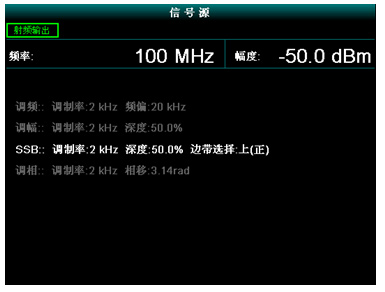 信号源
射频输出
频率: 100 MHz 幅度: -50.0 dBm
调频:: 调制率:2 kHz 频偏:20 kHz
调幅:: 调制率:2 kHz 深度:50.0%
SSB:: 调制率:2 kHz 深度:50.0% 边带选择:上(正)
调相:: 调制率:2 kHz 相移:3.14rad